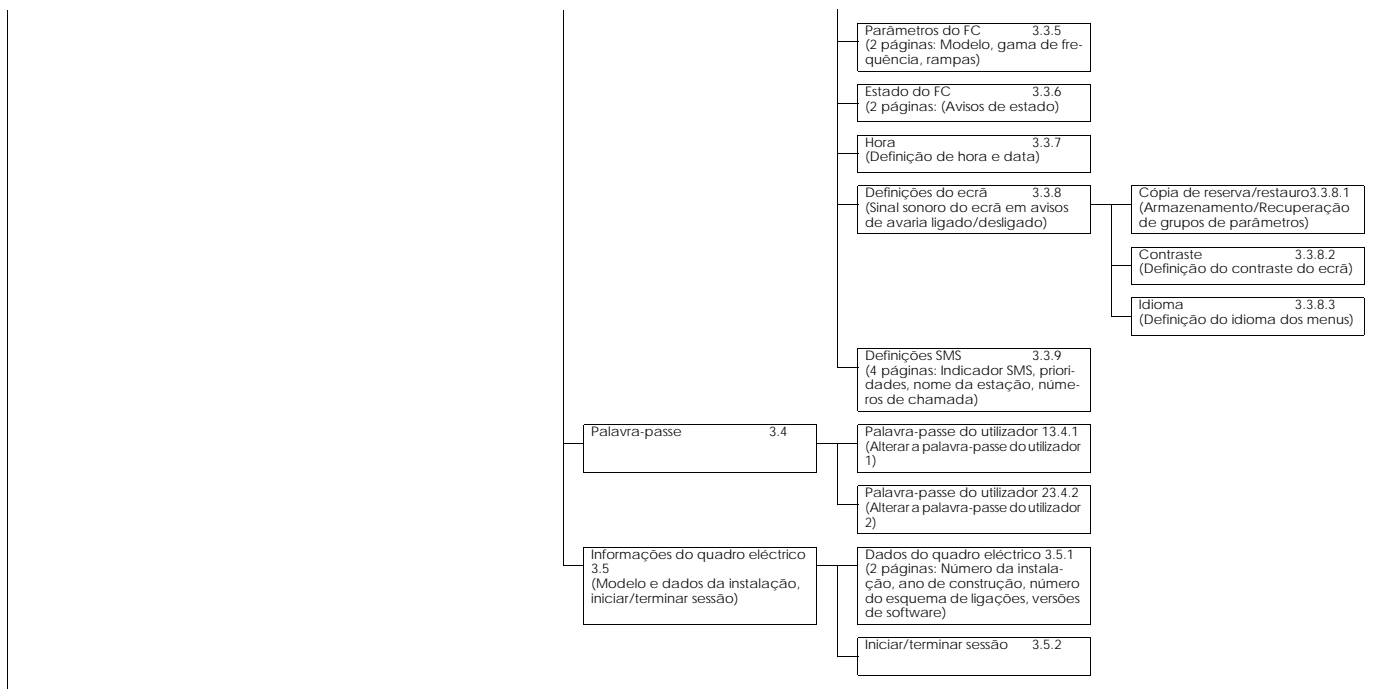 Parâmetros do FC 3.3.5
(2 páginas: Modelo, gama de fre-
quência, rampas)
Estado do FC 3.3.6
(2 páginas: (Avisos de estado)
Hora 3.3.7
(Definição de hora e data)
Definições do ecrã 3.3.8
(Sinal sonoro do ecrã em avisos
de avaria ligado/desligado)
Cópia de reserva/restauro3.3.8.1
(Armazenamento/Recuperação
de grupos de parâmetros)
Contraste 3.3.8.2
(Definição do contraste do ecrã)
Idioma 3.3.8.3
(Definição do idioma dos menus)
Definições SMS 3.3.9
(4 páginas: Indicador SMS, priori-
dades, nome da estação, núme-
ros de chamada)
Palavra-passe 3.4
Palavra-passe do utilizador 13.4.1
(Alterar a palavra-passe do utilizador
1)
Palavra-passe do utilizador 23.4.2
(Alterar a palavra-passe do utilizador
2)
Informações do quadro eléctrico
3.5
(Modelo e dados da instalação,
iniciar/terminar sessão)
Dados do quadro eléctrico 3.5.1
(2 páginas: Número da instala-
ção, ano de construção, número
do esquema de ligações, versões
de software)
Iniciar/terminar sessão 3.5.2